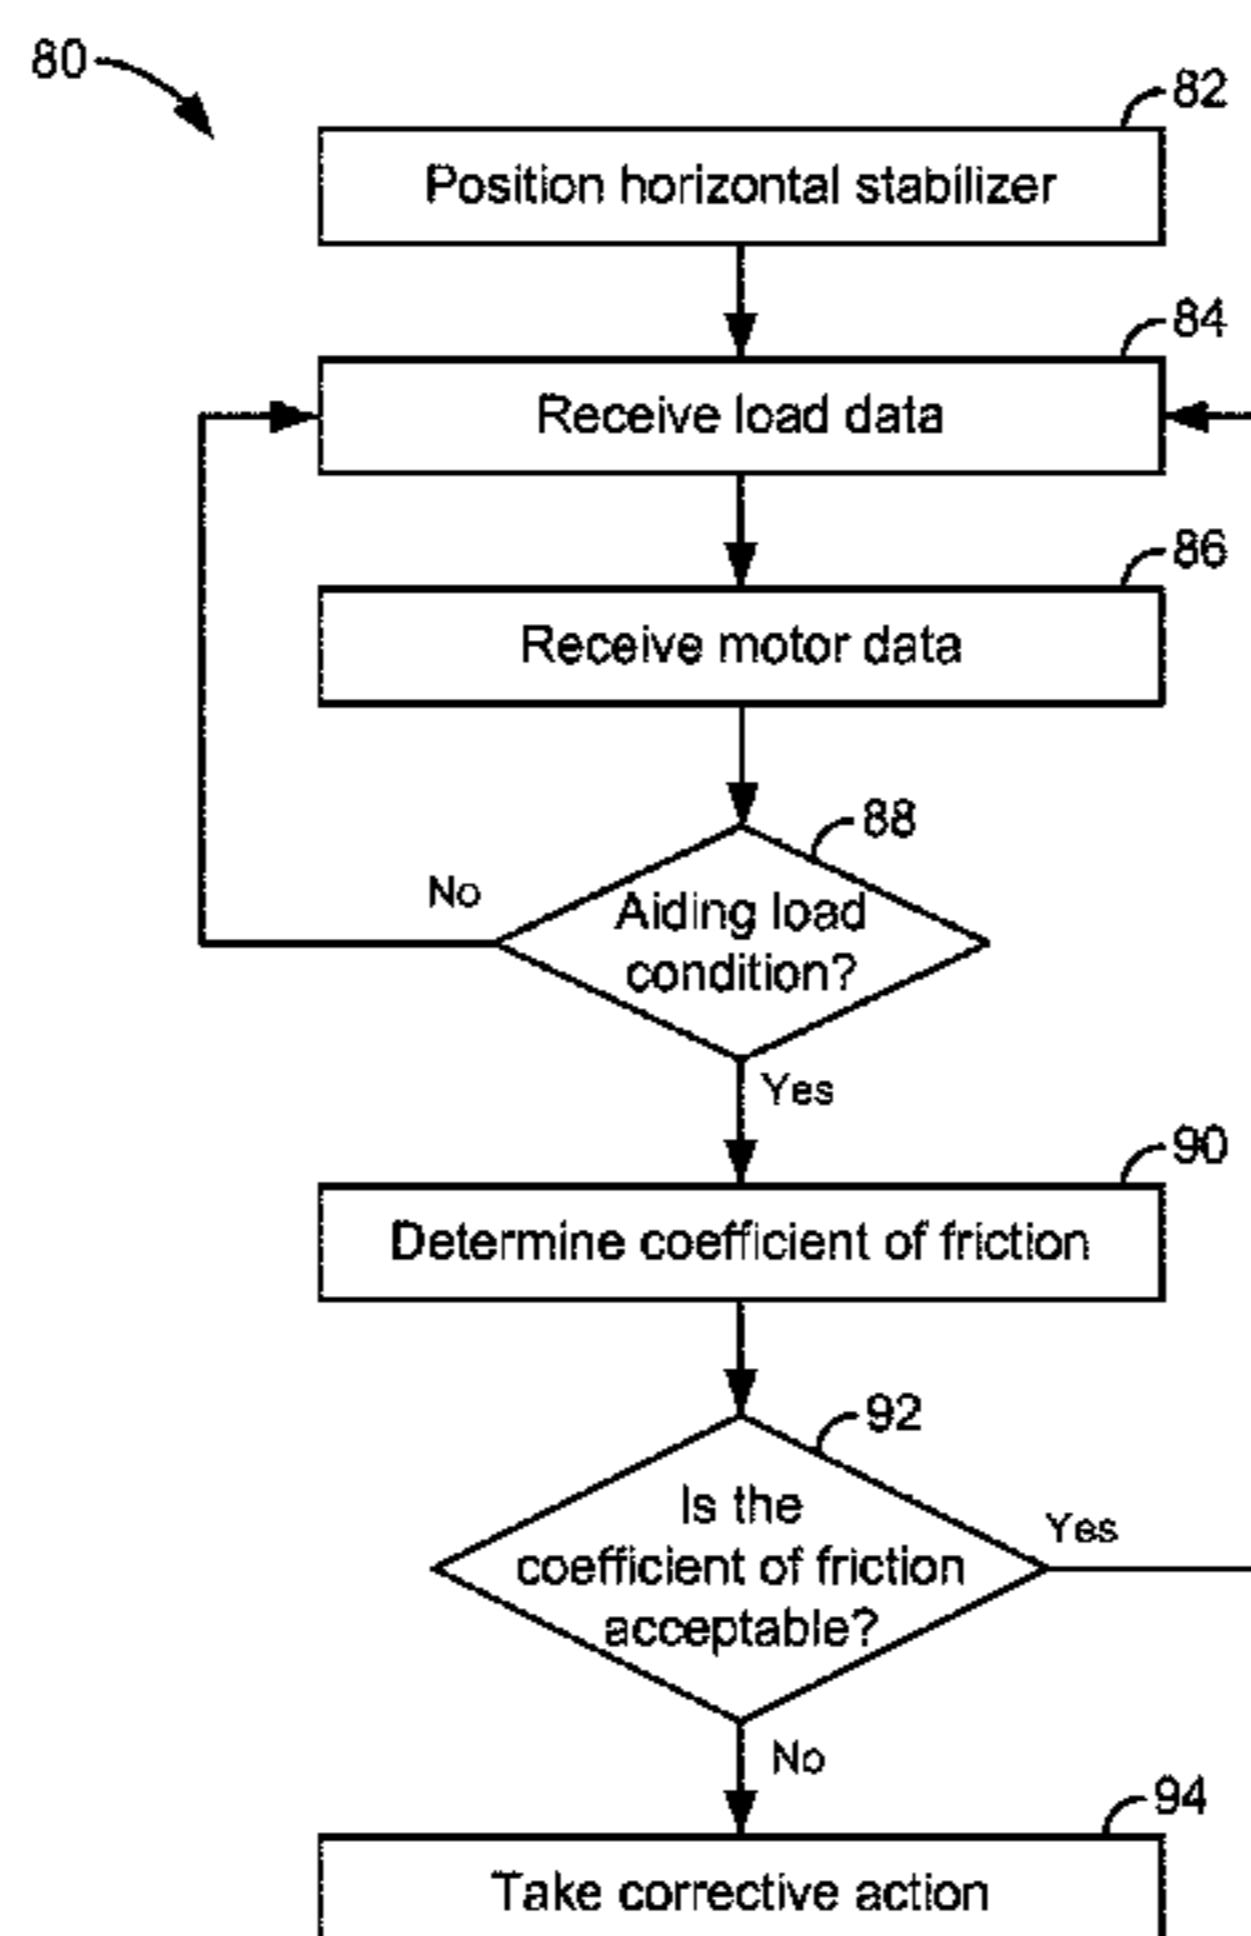 80
82
Position horizontal stabilizer
84
Receive load data
86
Receive motor data
88
No
Aiding load
condition?
Yes
90
Determine coefficient of friction
92
Is the
coefficient of friction
acceptable?
Yes
No
94
Take corrective action